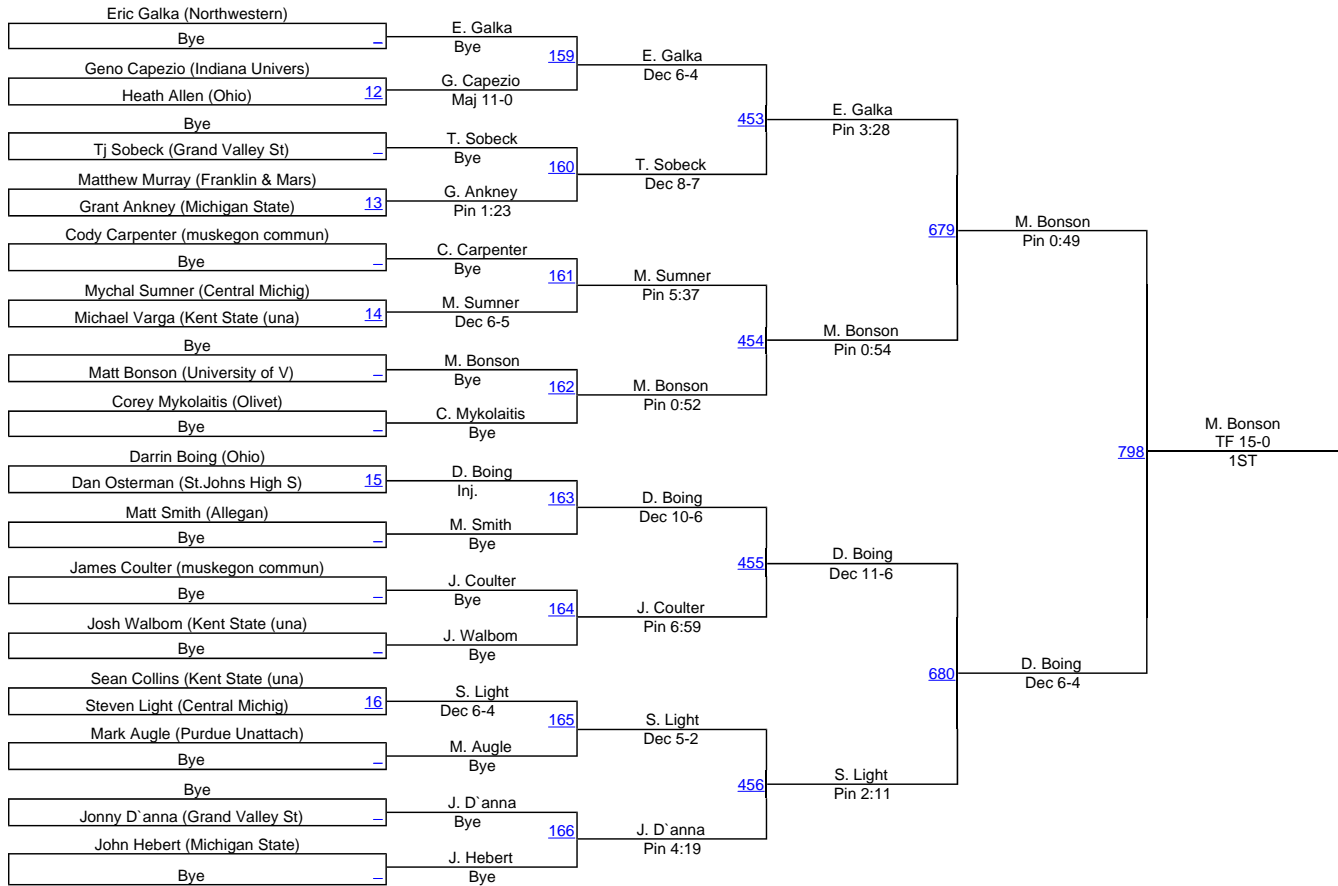 Eric Galka (Northwestern)
Bye
Geno Capezio (Indiana Univers)
Heath Allen (Ohio) 12
Bye
Tj Sobeck (Grand Valley St)
Matthew Murray (Franklin & Mars)
Grant Ankney (Michigan State) 13
Cody Carpenter (muskegon commun)
Bye
Mychal Sumner (Central Michig)
Michael Varga (Kent State (una) 14
Bye
Matt Bonson (University of V)
Corey Mykolaitis (Olivet)
Bye
Darrin Boing (Ohio)
Dan Osterman (St.Johns High S) 15
Matt Smith (Allegan)
Bye
James Coulter (muskegon commun)
Bye
Josh Walbom (Kent State (una)
Bye
Sean Collins (Kent State (una)
Steven Light (Central Michig) 16
Mark Augle (Purdue Unattach)
Bye
Bye
Jonny D`anna (Grand Valley St)
John Hebert (Michigan State)
Bye
E. Galka
Bye
159
G. Capezio
Maj 11-0
T. Sobeck
Bye
160
G. Ankney
Pin 1:23
C. Carpenter
Bye
161
M. Sumner
Dec 6-5
M. Bonson
Bye
162
C. Mykolaitis
Bye
D. Boing
Inj.
163
M. Smith
Bye
J. Coulter
Bye
164
J. Walbom
Bye
S. Light
Dec 6-4
165
M. Augle
Bye
J. D`anna
Bye
166
J. Hebert
Bye
E. Galka
Dec 6-4
453
T. Sobeck
Dec 8-7
M. Sumner
Pin 5:37
454
M. Bonson
Pin 0:52
D. Boing
Dec 10-6
455
J. Coulter
Pin 6:59
S. Light
Dec 5-2
456
J. D`anna
Pin 4:19
E. Galka
Pin 3:28
679
M. Bonson
Pin 0:54
D. Boing
Dec 11-6
680
S. Light
Pin 2:11
M. Bonson
Pin 0:49
798
D. Boing
Dec 6-4
M. Bonson
TF 15-0
1ST